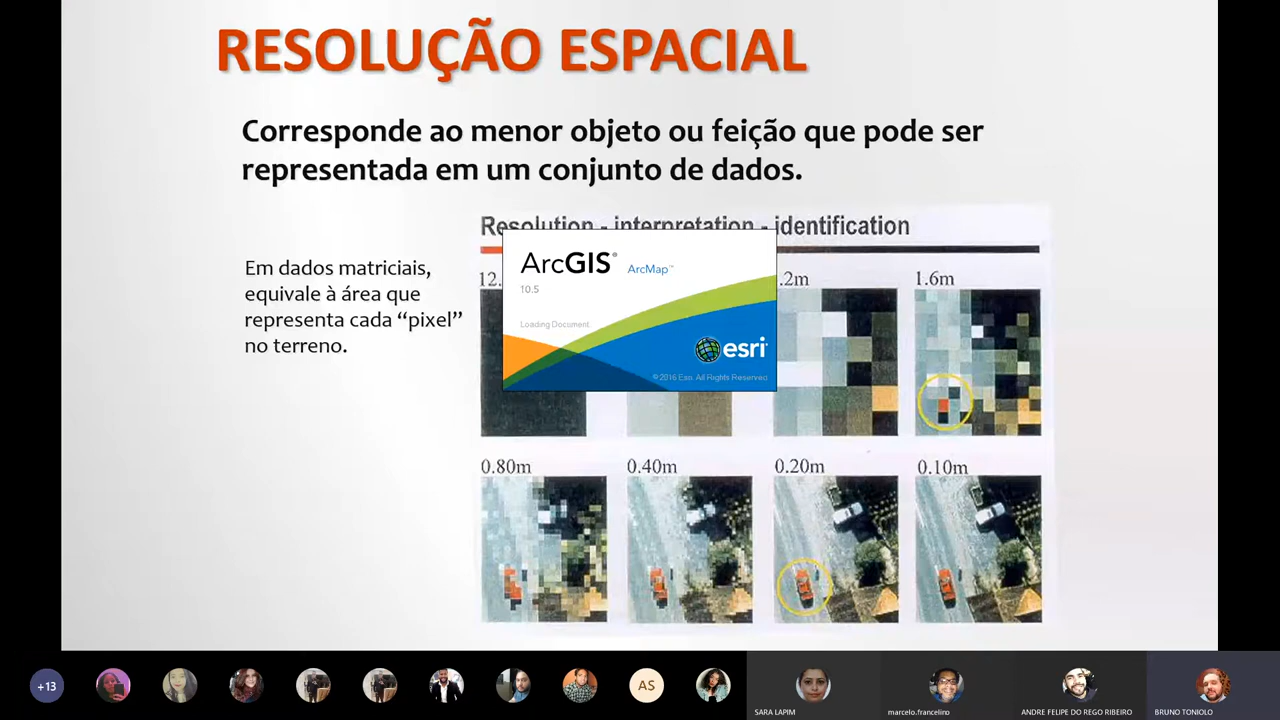 RESOLUÇÃO ESPACIAL
Corresponde ao menor objeto ou feição que pode ser
representada em um conjunto de dados.
Resolution - interpretation - identification
Em dados matriciais,
equivale à área que
representa cada “pixel”
no terreno.
12.
.2m
1.6m
ArcGIS® ArcMap™
10.5
Loading Document
esri
©2016 Esri. All Rights Reserved
0.80m
0.40m
0.20m
0.10m
+13
AS
SARA LAPIM
marcelo.francelino
ANDRE FELIPE DO REGO RIBEIRO
BRUNO TONIOLO